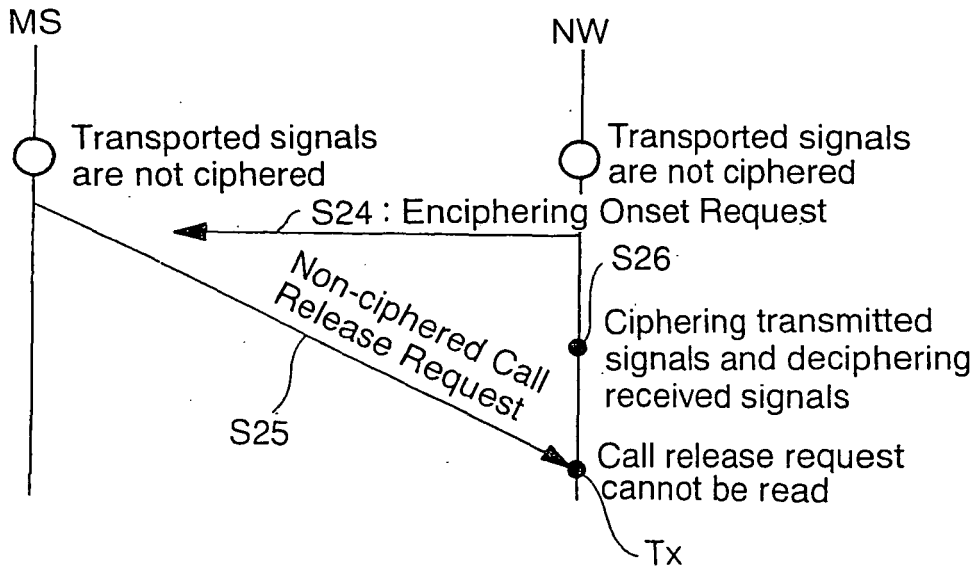 MS
NW
Transported signals
are not ciphered
Transported signals
are not ciphered
S24 : Enciphering Onset Request
S26
Non-ciphered Call
Release Request
Ciphering transmitted
signals and deciphering
received signals
S25
Call release request
cannot be read
Tx